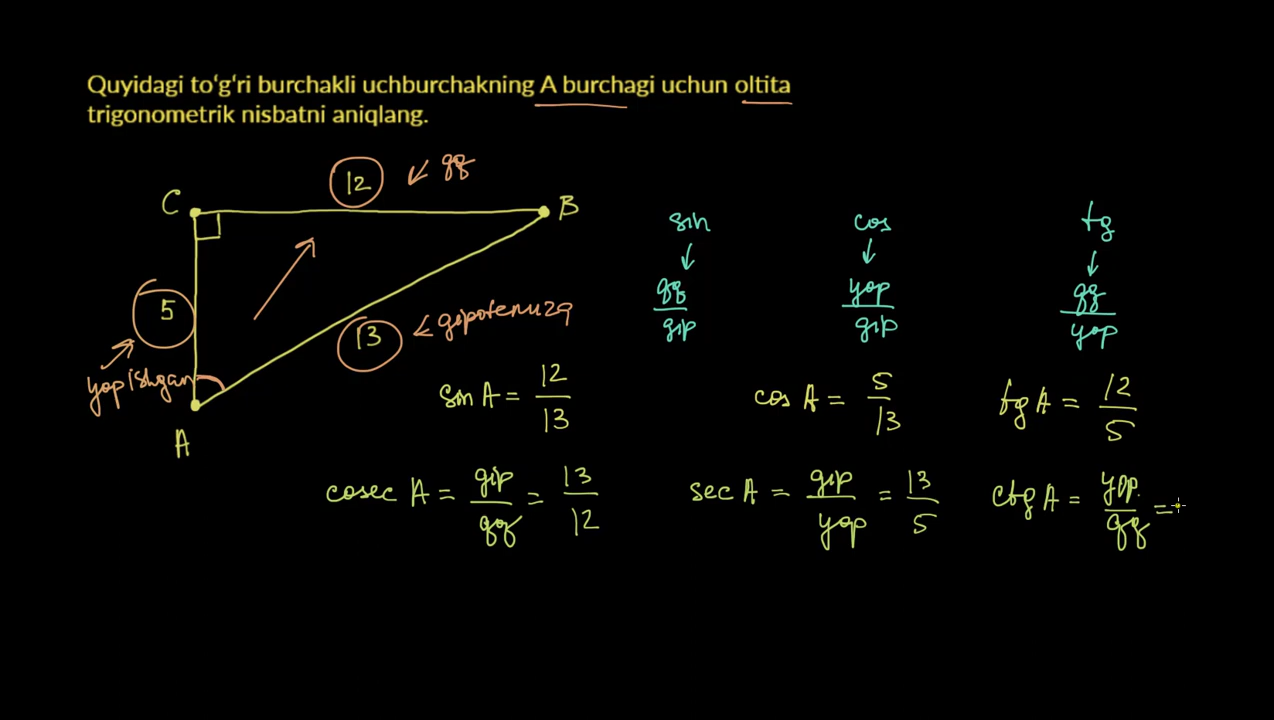 Quyidagi to‘g‘ri burchakli uchburchakning A burchagi uchun oltita
trigonometrik nisbatni aniqlang.
12 ↙ qq
C
B
5
13 ← gipotenuza
yopishgan
A
sin cos tg
↓ ↓ ↓
qq/gip yop/gip qq/yop
sin A = 12/13 cos A = 5/13 tg A = 12/5
cosec A = gip/qq = 13/12 sec A = gip/yop = 13/5 ctg A = yop./qq =